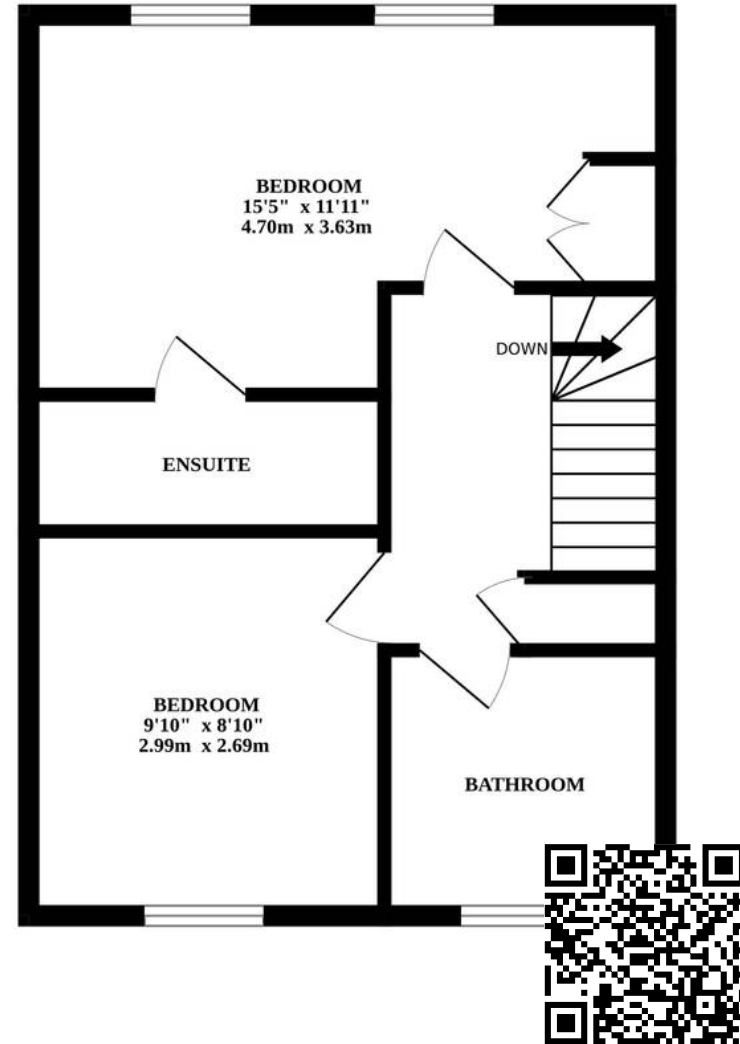 BEDROOM
15'5" x 11'11"
4.70m x 3.63m
DOWN
ENSUITE
BEDROOM
9'10" x 8'10"
2.99m x 2.69m
BATHROOM